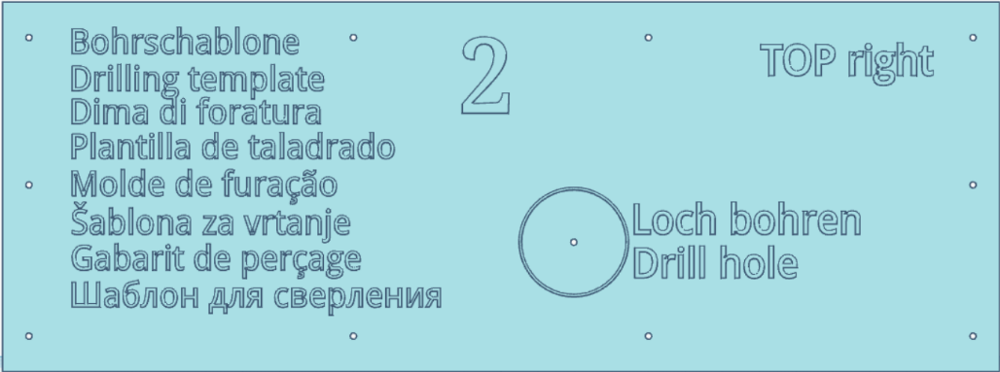 Bohrschablone
Drilling template
Dima di foratura
Plantilla de taladrado
Molde de furação
Šablona za vrtanje
Gabarit de perçage
Шаблон для сверления
2
TOP right
Loch bohren
Drill hole